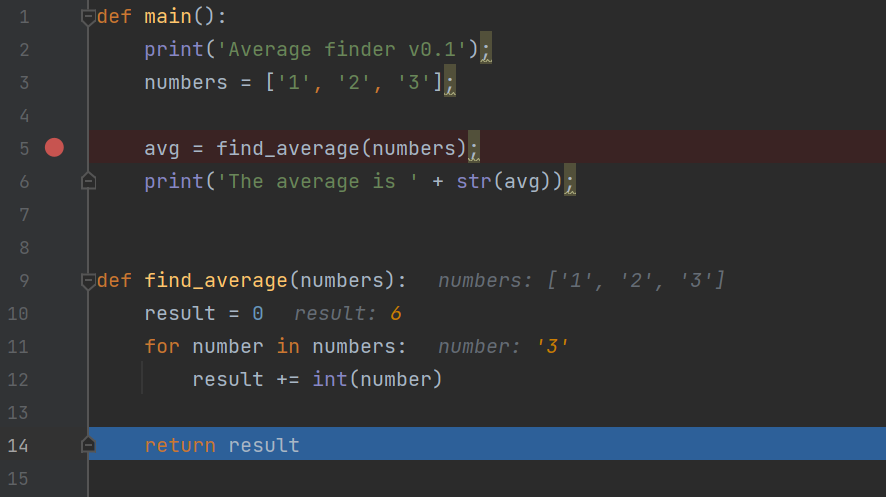 1 def main():
2 print('Average finder v0.1');
3 numbers = ['1', '2', '3'];
4
5 avg = find_average(numbers);
6 print('The average is ' + str(avg));
7
8
9 def find_average(numbers): numbers: ['1', '2', '3']
10 result = 0 result: 6
11 for number in numbers: number: '3'
12 result += int(number)
13
14 return result
15